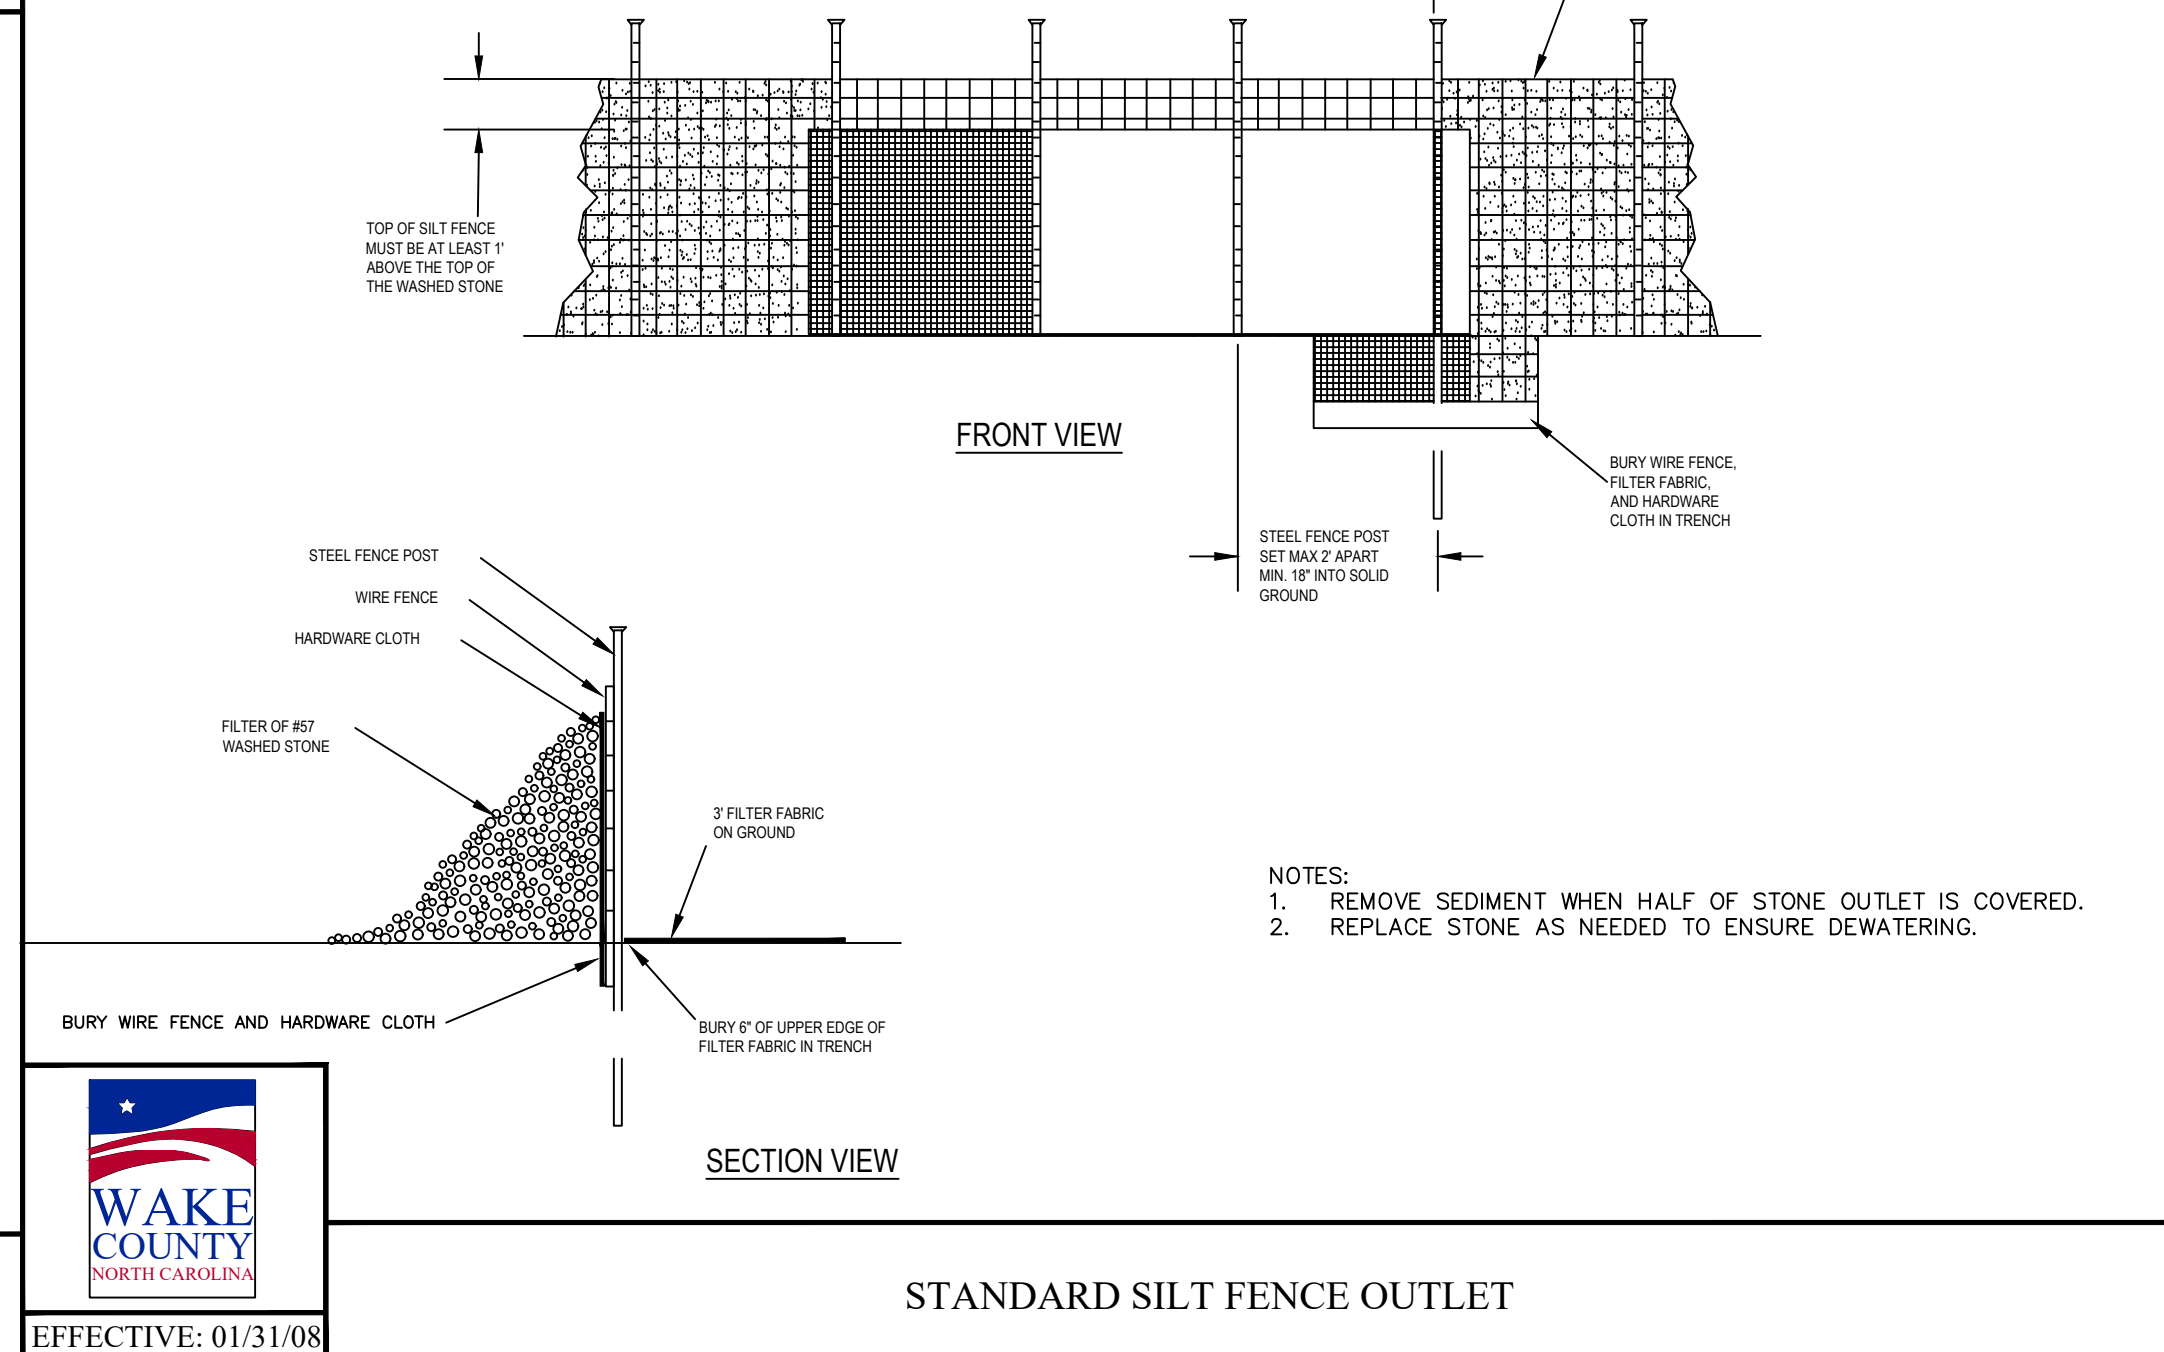 TOP OF SILT FENCE
MUST BE AT LEAST 1'
ABOVE THE TOP OF
THE WASHED STONE
FRONT VIEW
BURY WIRE FENCE,
FILTER FABRIC,
AND HARDWARE
CLOTH IN TRENCH
STEEL FENCE POST
SET MAX 2' APART
MIN. 18" INTO SOLID
GROUND
STEEL FENCE POST
WIRE FENCE
HARDWARE CLOTH
FILTER OF #57
WASHED STONE
3' FILTER FABRIC
ON GROUND
NOTES:
1. REMOVE SEDIMENT WHEN HALF OF STONE OUTLET IS COVERED.
2. REPLACE STONE AS NEEDED TO ENSURE DEWATERING.
BURY WIRE FENCE AND HARDWARE CLOTH
BURY 6" OF UPPER EDGE OF
FILTER FABRIC IN TRENCH
SECTION VIEW
WAKE
COUNTY
NORTH CAROLINA
STANDARD SILT FENCE OUTLET
EFFECTIVE: 01/31/08